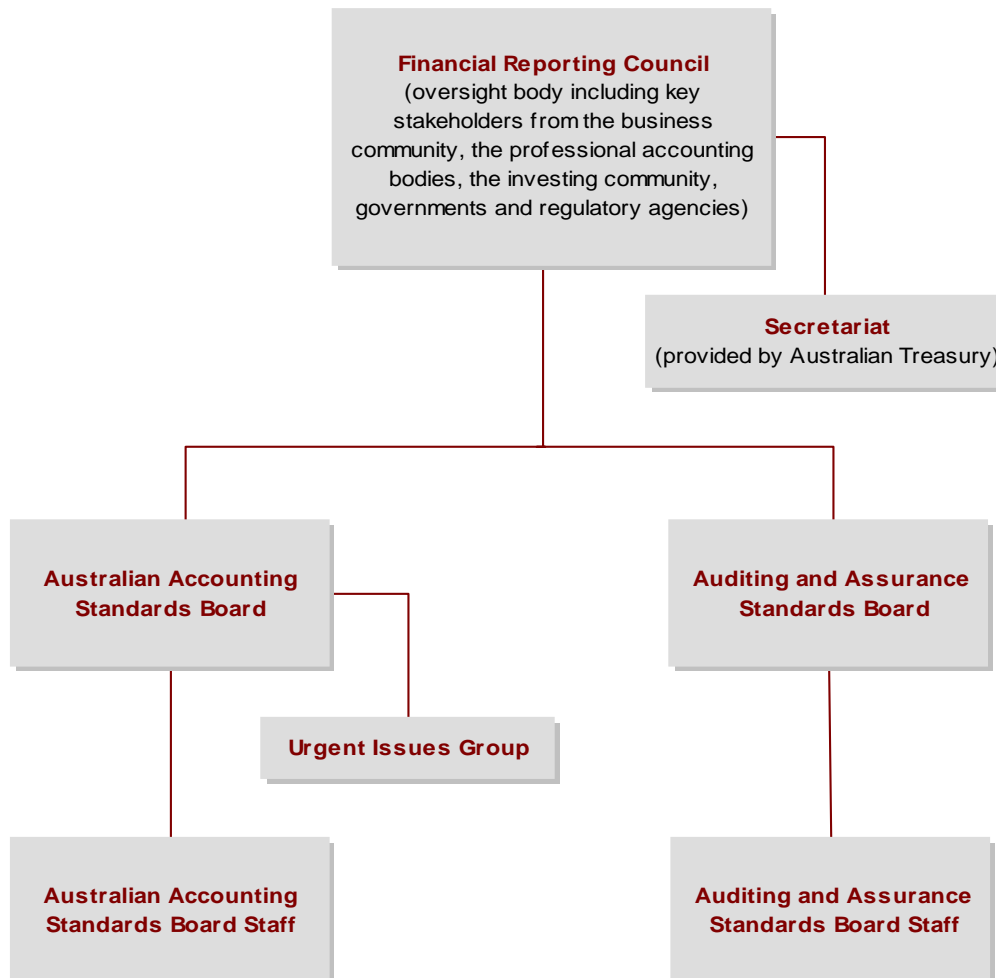 Financial Reporting Council
(oversight body including key
stakeholders from the business
community, the professional accounting
bodies, the investing community,
governments and regulatory agencies)
Secretariat
(provided by Australian Treasury)
Australian Accounting
Standards Board
Auditing and Assurance
Standards Board
Urgent Issues Group
Australian Accounting
Standards Board Staff
Auditing and Assurance
Standards Board Staff